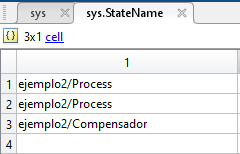 sys sys.StateName
{} 3x1 cell
1
1 ejemplo2/Process
2 ejemplo2/Process
3 ejemplo2/Compensador
4